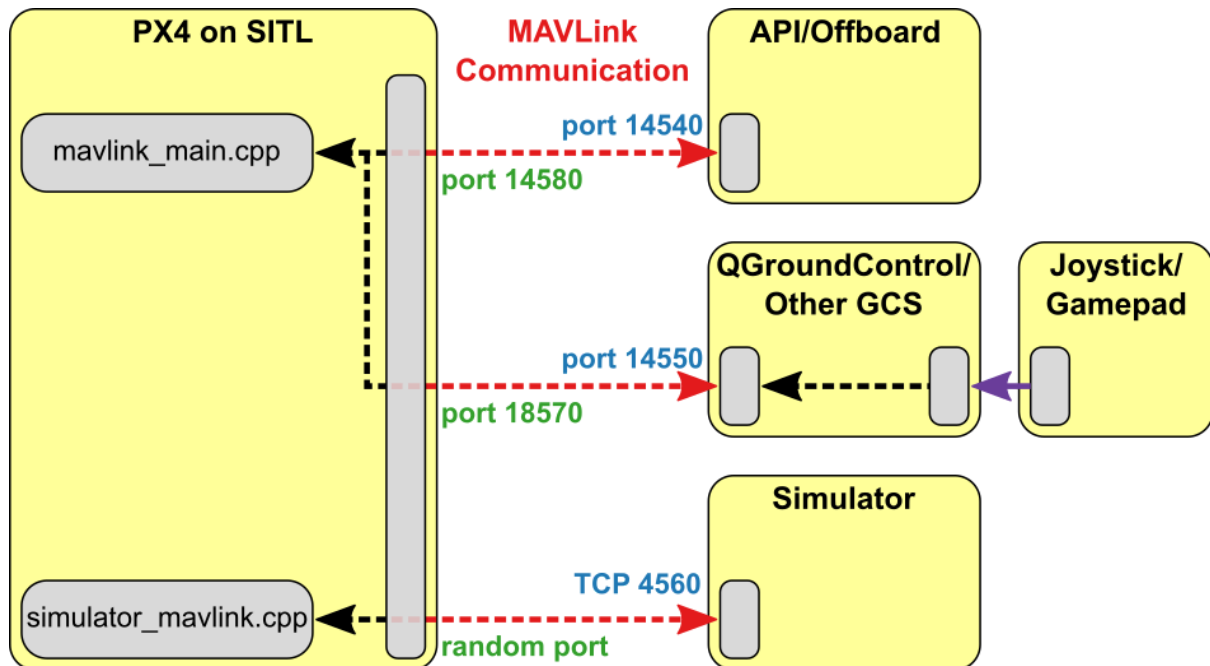 PX4 on SITL
MAVLink
Communication
API/Offboard
mavlink_main.cpp
port 14540
port 14580
QGroundControl/
Other GCS
Joystick/
Gamepad
port 14550
port 18570
Simulator
simulator_mavlink.cpp
TCP 4560
random port